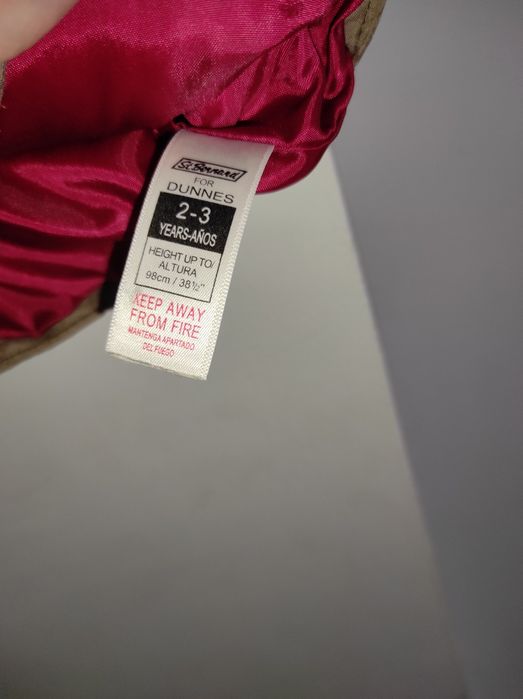 St.Bernard
FOR
DUNNES
2-3
YEARS-AÑOS
HEIGHT UP TO/
ALTURA
98cm / 38½"
KEEP AWAY
FROM FIRE
MANTENGA APARTADO
DEL FUEGO